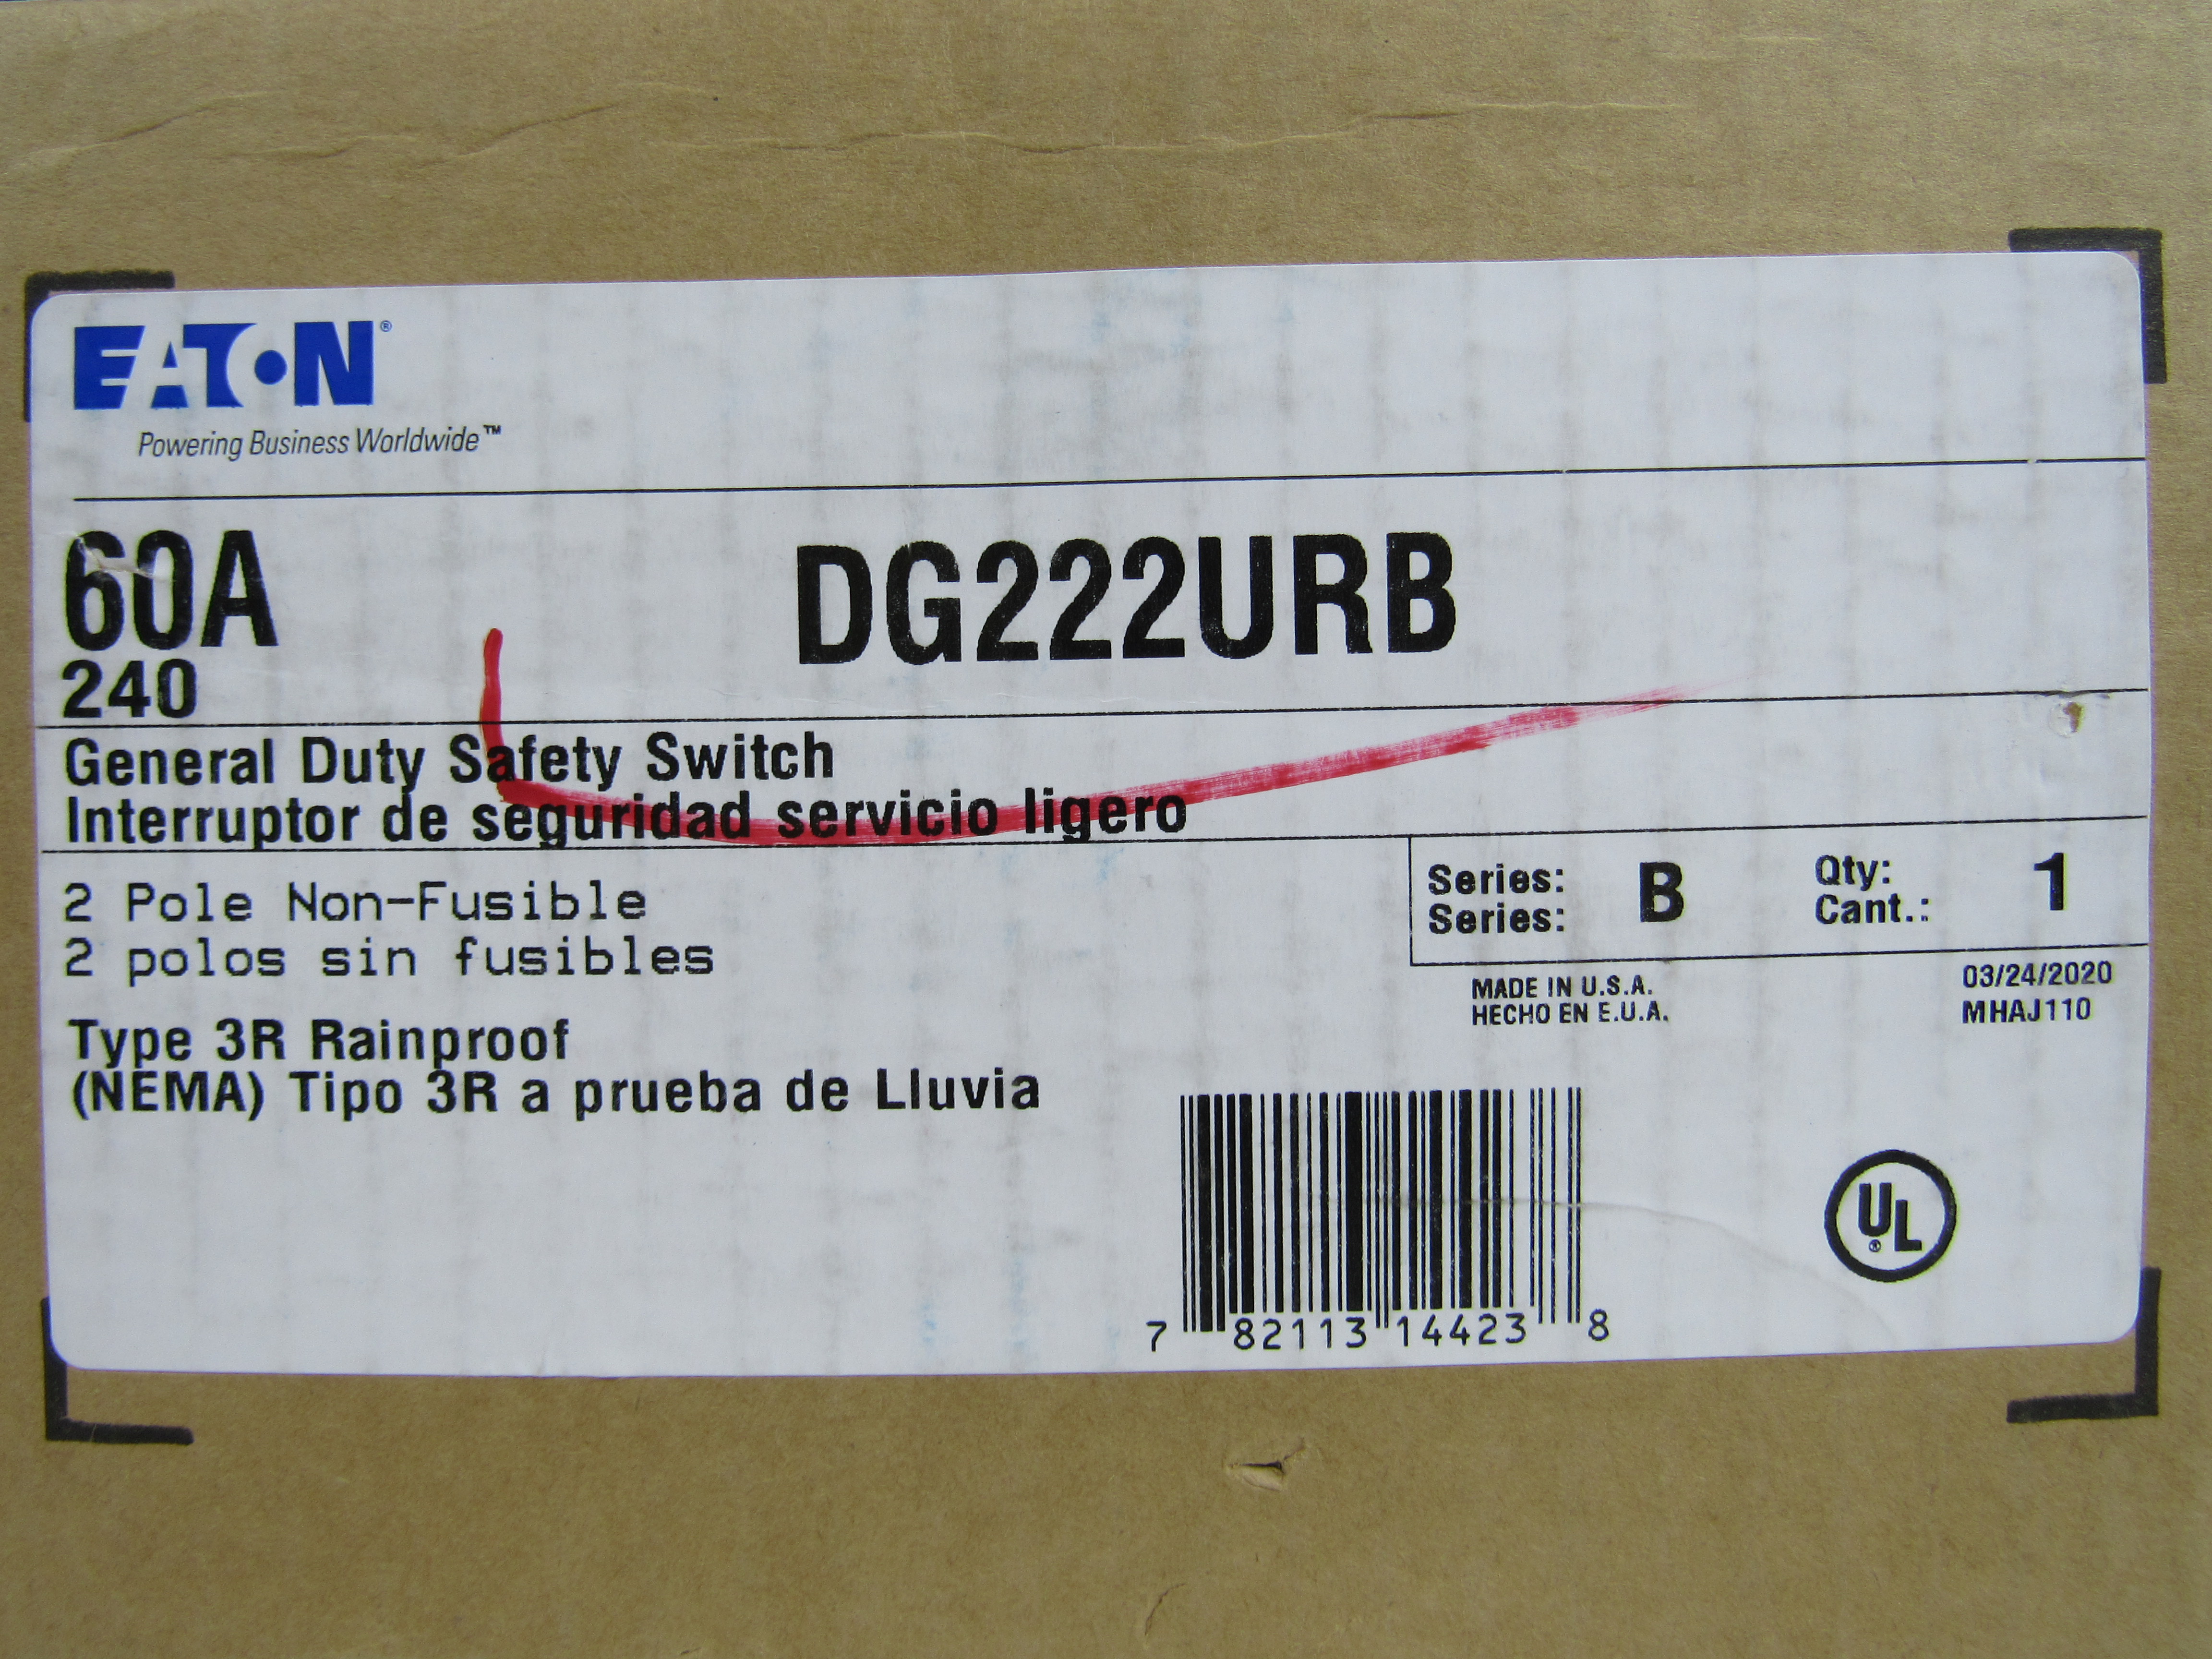 EATON®
Powering Business Worldwide™
60A
DG222URB
240
General Duty Safety Switch
Interruptor de seguridad servicio ligero
2 Pole Non-Fusible
2 polos sin fusibles
Series: B Qty: 1
Series: Cant.:
MADE IN U.S.A.
HECHO EN E.U.A.
03/24/2020
MHAJ110
Type 3R Rainproof
(NEMA) Tipo 3R a prueba de Lluvia
7 82113 14423 8
UL®